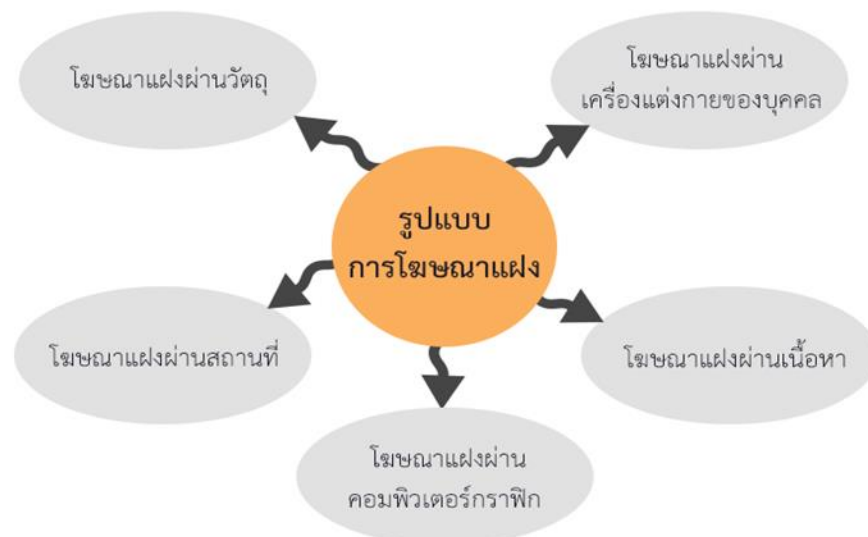 โฆษณาแฝงผ่านวัตถุ
โฆษณาแฝงผ่าน
เครื่องแต่งกายของบุคคล
รูปแบบ
การโฆษณาแฝง
โฆษณาแฝงผ่านสถานที่
โฆษณาแฝงผ่านเนื้อหา
โฆษณาแฝงผ่าน
คอมพิวเตอร์กราฟิก